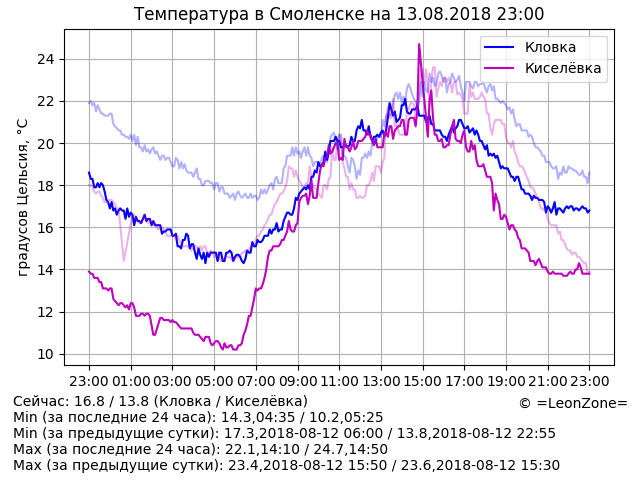 Температура в Смоленске на 13.08.2018 23:00
Кловка
Киселёвка
градусов Цельсия, °C
24
22
20
18
16
14
12
10
23:00 01:00 03:00 05:00 07:00 09:00 11:00 13:00 15:00 17:00 19:00 21:00 23:00
Сейчас: 16.8 / 13.8 (Кловка / Киселёвка)
© =LeonZone=
Min (за последние 24 часа): 14.3,04:35 / 10.2,05:25
Min (за предыдущие сутки): 17.3,2018-08-12 06:00 / 13.8,2018-08-12 22:55
Max (за последние 24 часа): 22.1,14:10 / 24.7,14:50
Max (за предыдущие сутки): 23.4,2018-08-12 15:50 / 23.6,2018-08-12 15:30